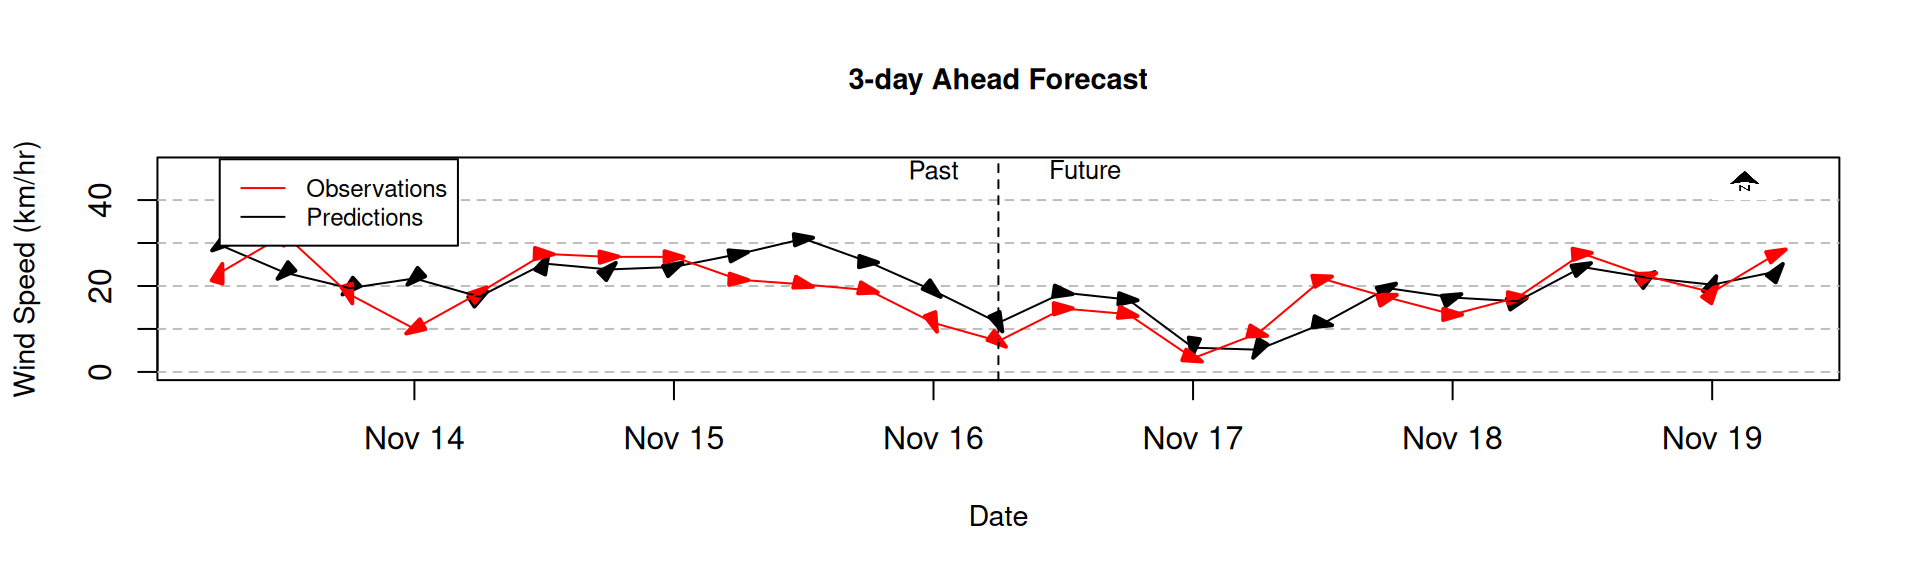 3-day Ahead Forecast
Wind Speed (km/hr)
40
20
0
Observations
Predictions
Past
Future
N
Nov 14
Nov 15
Nov 16
Nov 17
Nov 18
Nov 19
Date